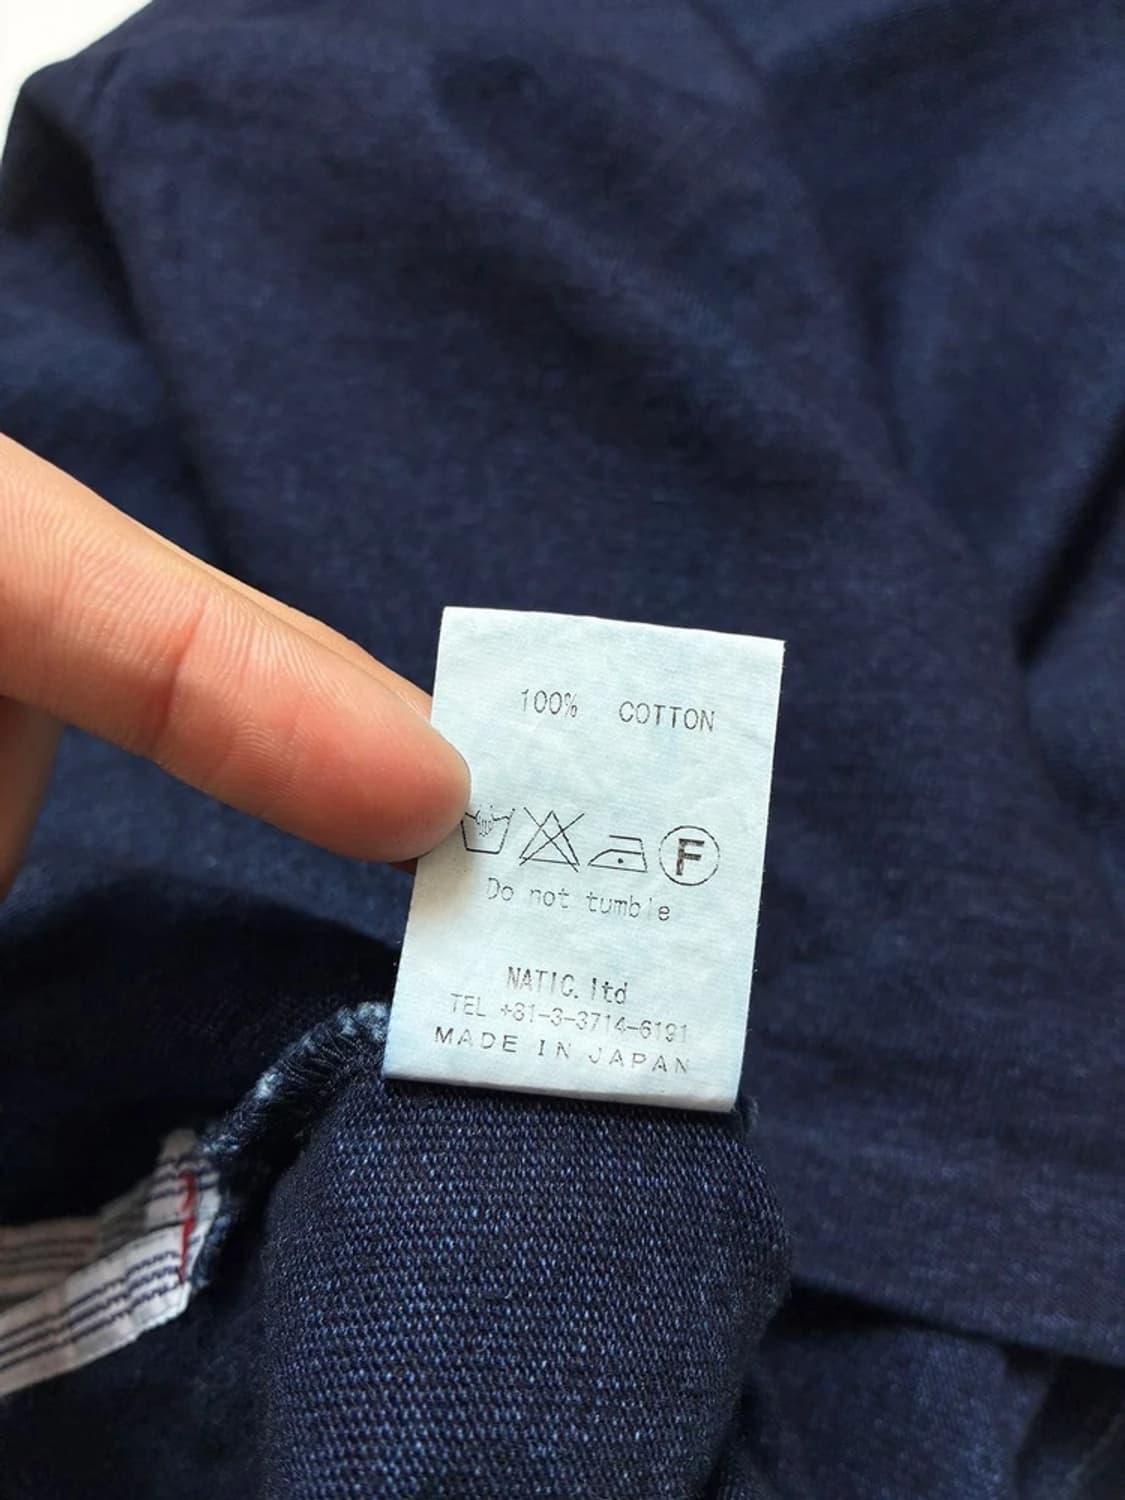 100% COTTON
F
Do not tumble
NATIC. ltd
TEL +81-3-3714-6191
MADE IN JAPAN